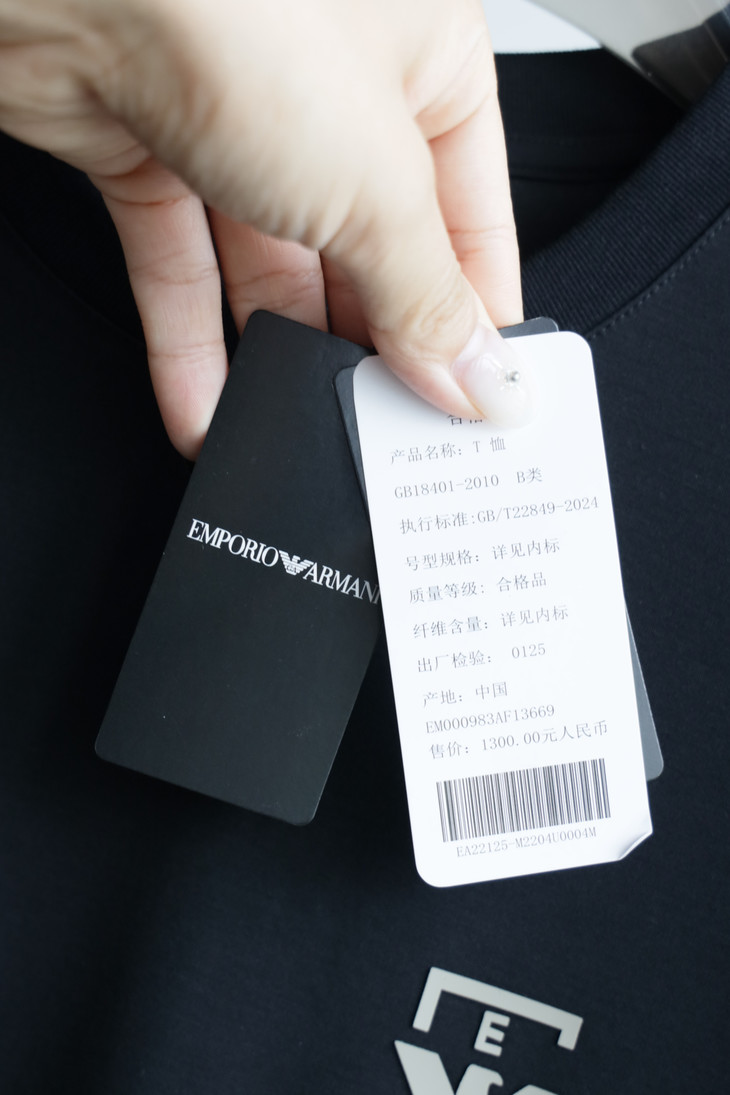 EMPORIO ARMANI
产品名称：T 恤
GB18401-2010 B类
执行标准:GB/T22849-2024
号型规格：详见内标
质量等级：合格品
纤维含量：详见内标
出厂检验： 0125
产地：中国
EM000983AF13669
售价：1300.00元人民币
EA22125-M2204U0004M
E